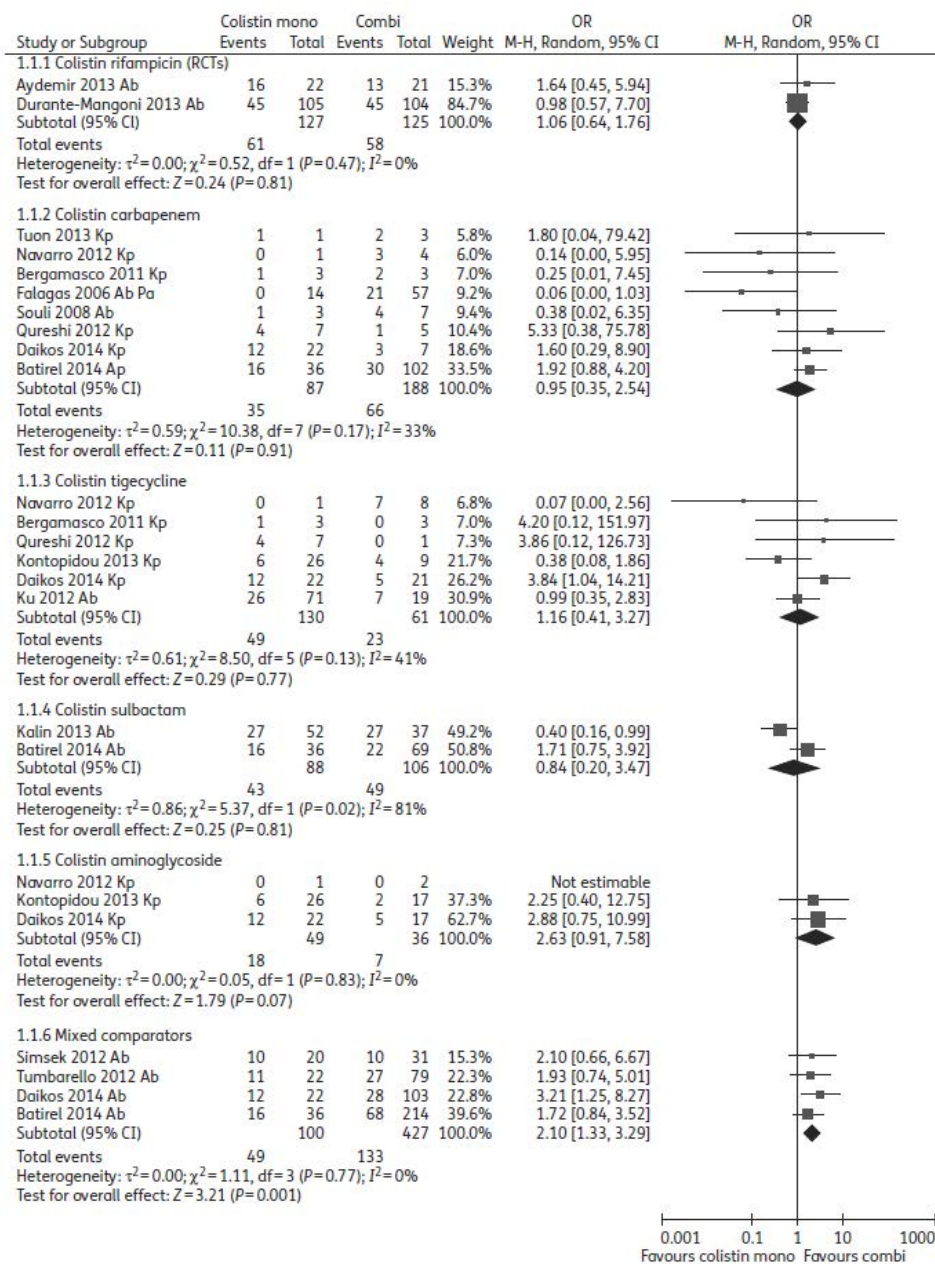 Colistin mono Combi OR OR
Study or Subgroup Events Total Events Total Weight M-H, Random, 95% CI M-H, Random, 95% CI
1.1.1 Colistin rifampicin (RCTs)
Aydemir 2013 Ab 16 22 13 21 15.3% 1.64 [0.45, 5.94]
Durante-Mangoni 2013 Ab 45 105 45 104 84.7% 0.98 [0.57, 7.70]
Subtotal (95% CI) 127 125 100.0% 1.06 [0.64, 1.76]
Total events 61 58
Heterogeneity: τ²=0.00; χ²=0.52, df=1 (P=0.47); I²=0%
Test for overall effect: Z=0.24 (P=0.81)
1.1.2 Colistin carbapenem
Tuon 2013 Kp 1 1 2 3 5.8% 1.80 [0.04, 79.42]
Navarro 2012 Kp 0 1 3 4 6.0% 0.14 [0.00, 5.95]
Bergamasco 2011 Kp 1 3 2 3 7.0% 0.25 [0.01, 7.45]
Falagas 2006 Ab Pa 0 14 21 57 9.2% 0.06 [0.00, 1.03]
Souli 2008 Ab 1 3 4 7 9.4% 0.38 [0.02, 6.35]
Qureshi 2012 Kp 4 7 1 5 10.4% 5.33 [0.38, 75.78]
Daikos 2014 Kp 12 22 3 7 18.6% 1.60 [0.29, 8.90]
Batirel 2014 Ap 16 36 30 102 33.5% 1.92 [0.88, 4.20]
Subtotal (95% CI) 87 188 100.0% 0.95 [0.35, 2.54]
Total events 35 66
Heterogeneity: τ²=0.59; χ²=10.38, df=7 (P=0.17); I²=33%
Test for overall effect: Z=0.11 (P=0.91)
1.1.3 Colistin tigecycline
Navarro 2012 Kp 0 1 7 8 6.8% 0.07 [0.00, 2.56]
Bergamasco 2011 Kp 1 3 0 3 7.0% 4.20 [0.12, 151.97]
Qureshi 2012 Kp 4 7 0 1 7.3% 3.86 [0.12, 126.73]
Kontopidou 2013 Kp 6 26 4 9 21.7% 0.38 [0.08, 1.86]
Daikos 2014 Kp 12 22 5 21 26.2% 3.84 [1.04, 14.21]
Ku 2012 Ab 26 71 7 19 30.9% 0.99 [0.35, 2.83]
Subtotal (95% CI) 130 61 100.0% 1.16 [0.41, 3.27]
Total events 49 23
Heterogeneity: τ²=0.61; χ²=8.50, df=5 (P=0.13); I²=41%
Test for overall effect: Z=0.29 (P=0.77)
1.1.4 Colistin sulbactam
Kalin 2013 Ab 27 52 27 37 49.2% 0.40 [0.16, 0.99]
Batirel 2014 Ab 16 36 22 69 50.8% 1.71 [0.75, 3.92]
Subtotal (95% CI) 88 106 100.0% 0.84 [0.20, 3.47]
Total events 43 49
Heterogeneity: τ²=0.86; χ²=5.37, df=1 (P=0.02); I²=81%
Test for overall effect: Z=0.25 (P=0.81)
1.1.5 Colistin aminoglycoside
Navarro 2012 Kp 0 1 0 2 Not estimable
Kontopidou 2013 Kp 6 26 2 17 37.3% 2.25 [0.40, 12.75]
Daikos 2014 Kp 12 22 5 17 62.7% 2.88 [0.75, 10.99]
Subtotal (95% CI) 49 36 100.0% 2.63 [0.91, 7.58]
Total events 18 7
Heterogeneity: τ²=0.00; χ²=0.05, df=1 (P=0.83); I²=0%
Test for overall effect: Z=1.79 (P=0.07)
1.1.6 Mixed comparators
Simsek 2012 Ab 10 20 10 31 15.3% 2.10 [0.66, 6.67]
Tumbarello 2012 Ab 11 22 27 79 22.3% 1.93 [0.74, 5.01]
Daikos 2014 Ab 12 22 28 103 22.8% 3.21 [1.25, 8.27]
Batirel 2014 Ab 16 36 68 214 39.6% 1.72 [0.84, 3.52]
Subtotal (95% CI) 100 427 100.0% 2.10 [1.33, 3.29]
Total events 49 133
Heterogeneity: τ²=0.00; χ²=1.11, df=3 (P=0.77); I²=0%
Test for overall effect: Z=3.21 (P=0.001)
0.001 0.1 1 10 1000
Favours colistin mono Favours combi